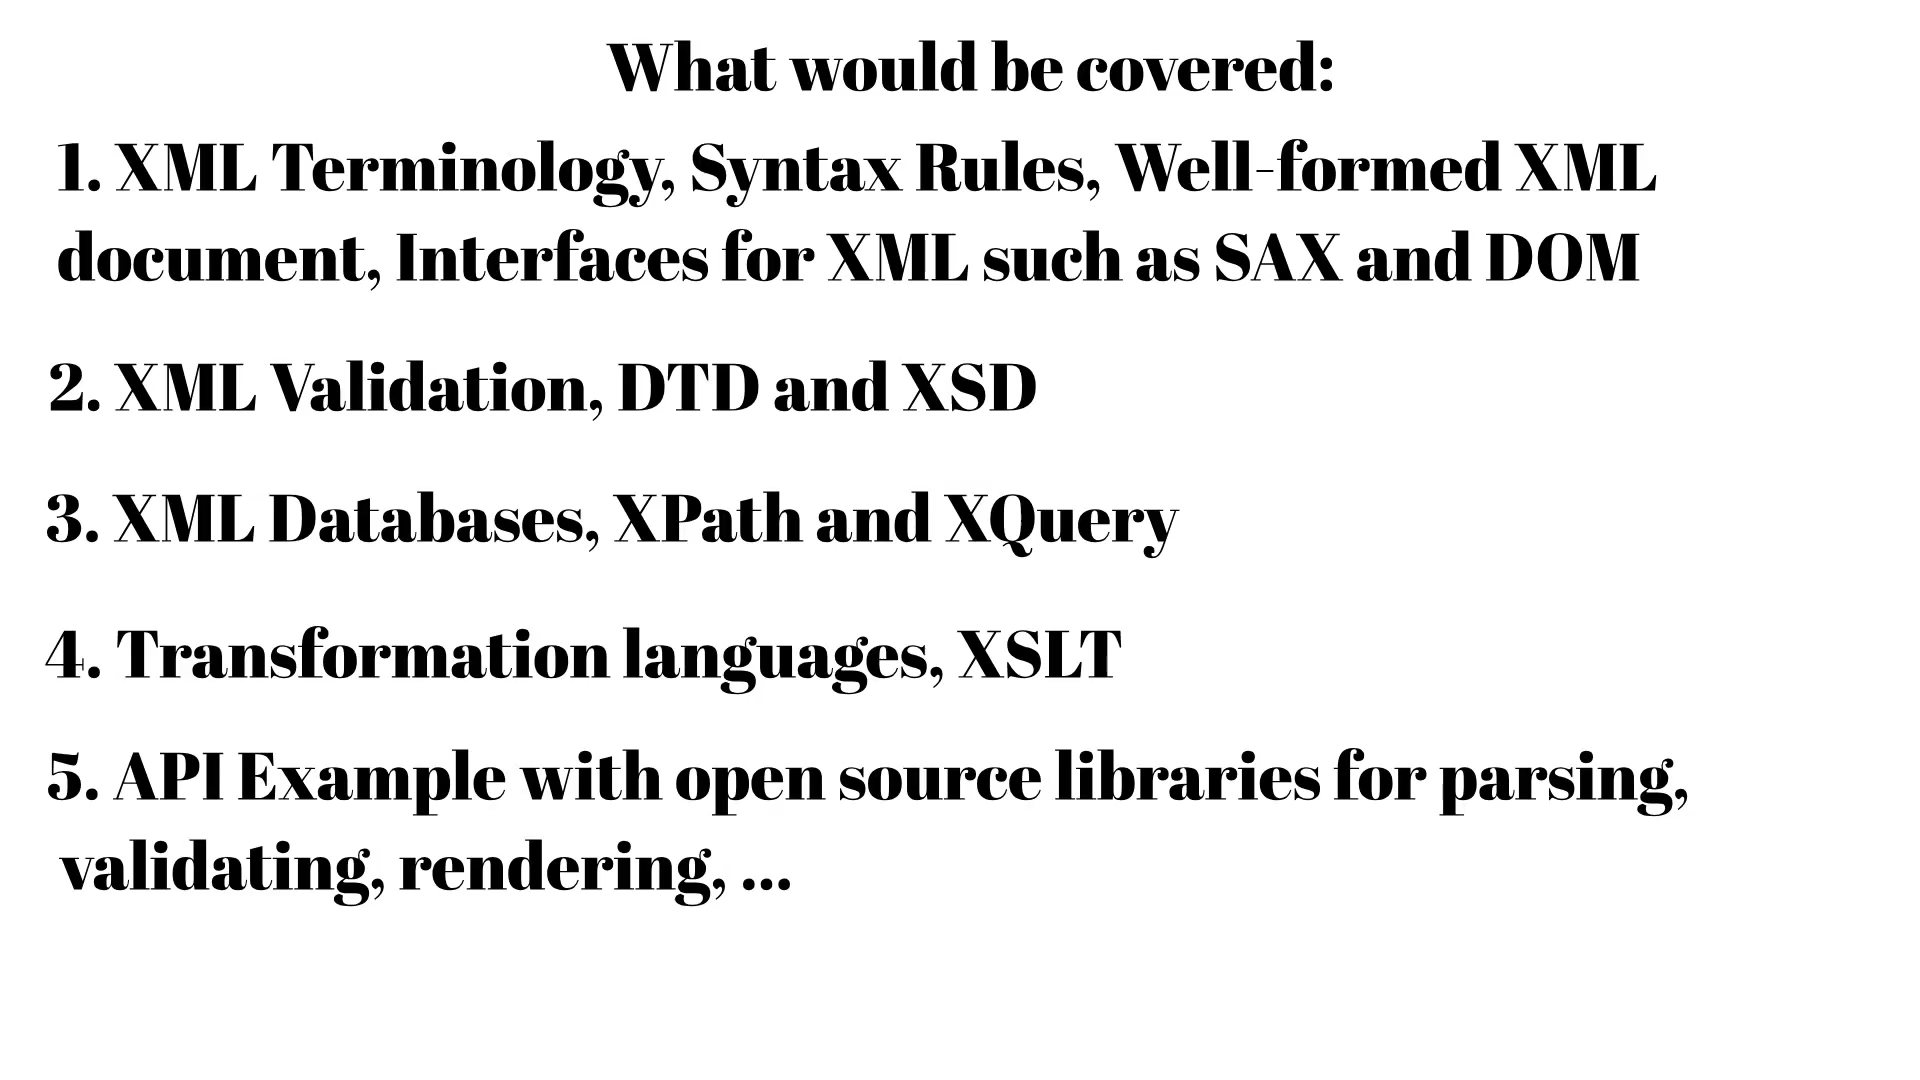 What would be covered:
1. XML Terminology, Syntax Rules, Well-formed XML
document, Interfaces for XML such as SAX and DOM
2. XML Validation, DTD and XSD
3. XML Databases, XPath and XQuery
4. Transformation languages, XSLT
5. API Example with open source libraries for parsing,
validating, rendering, ...